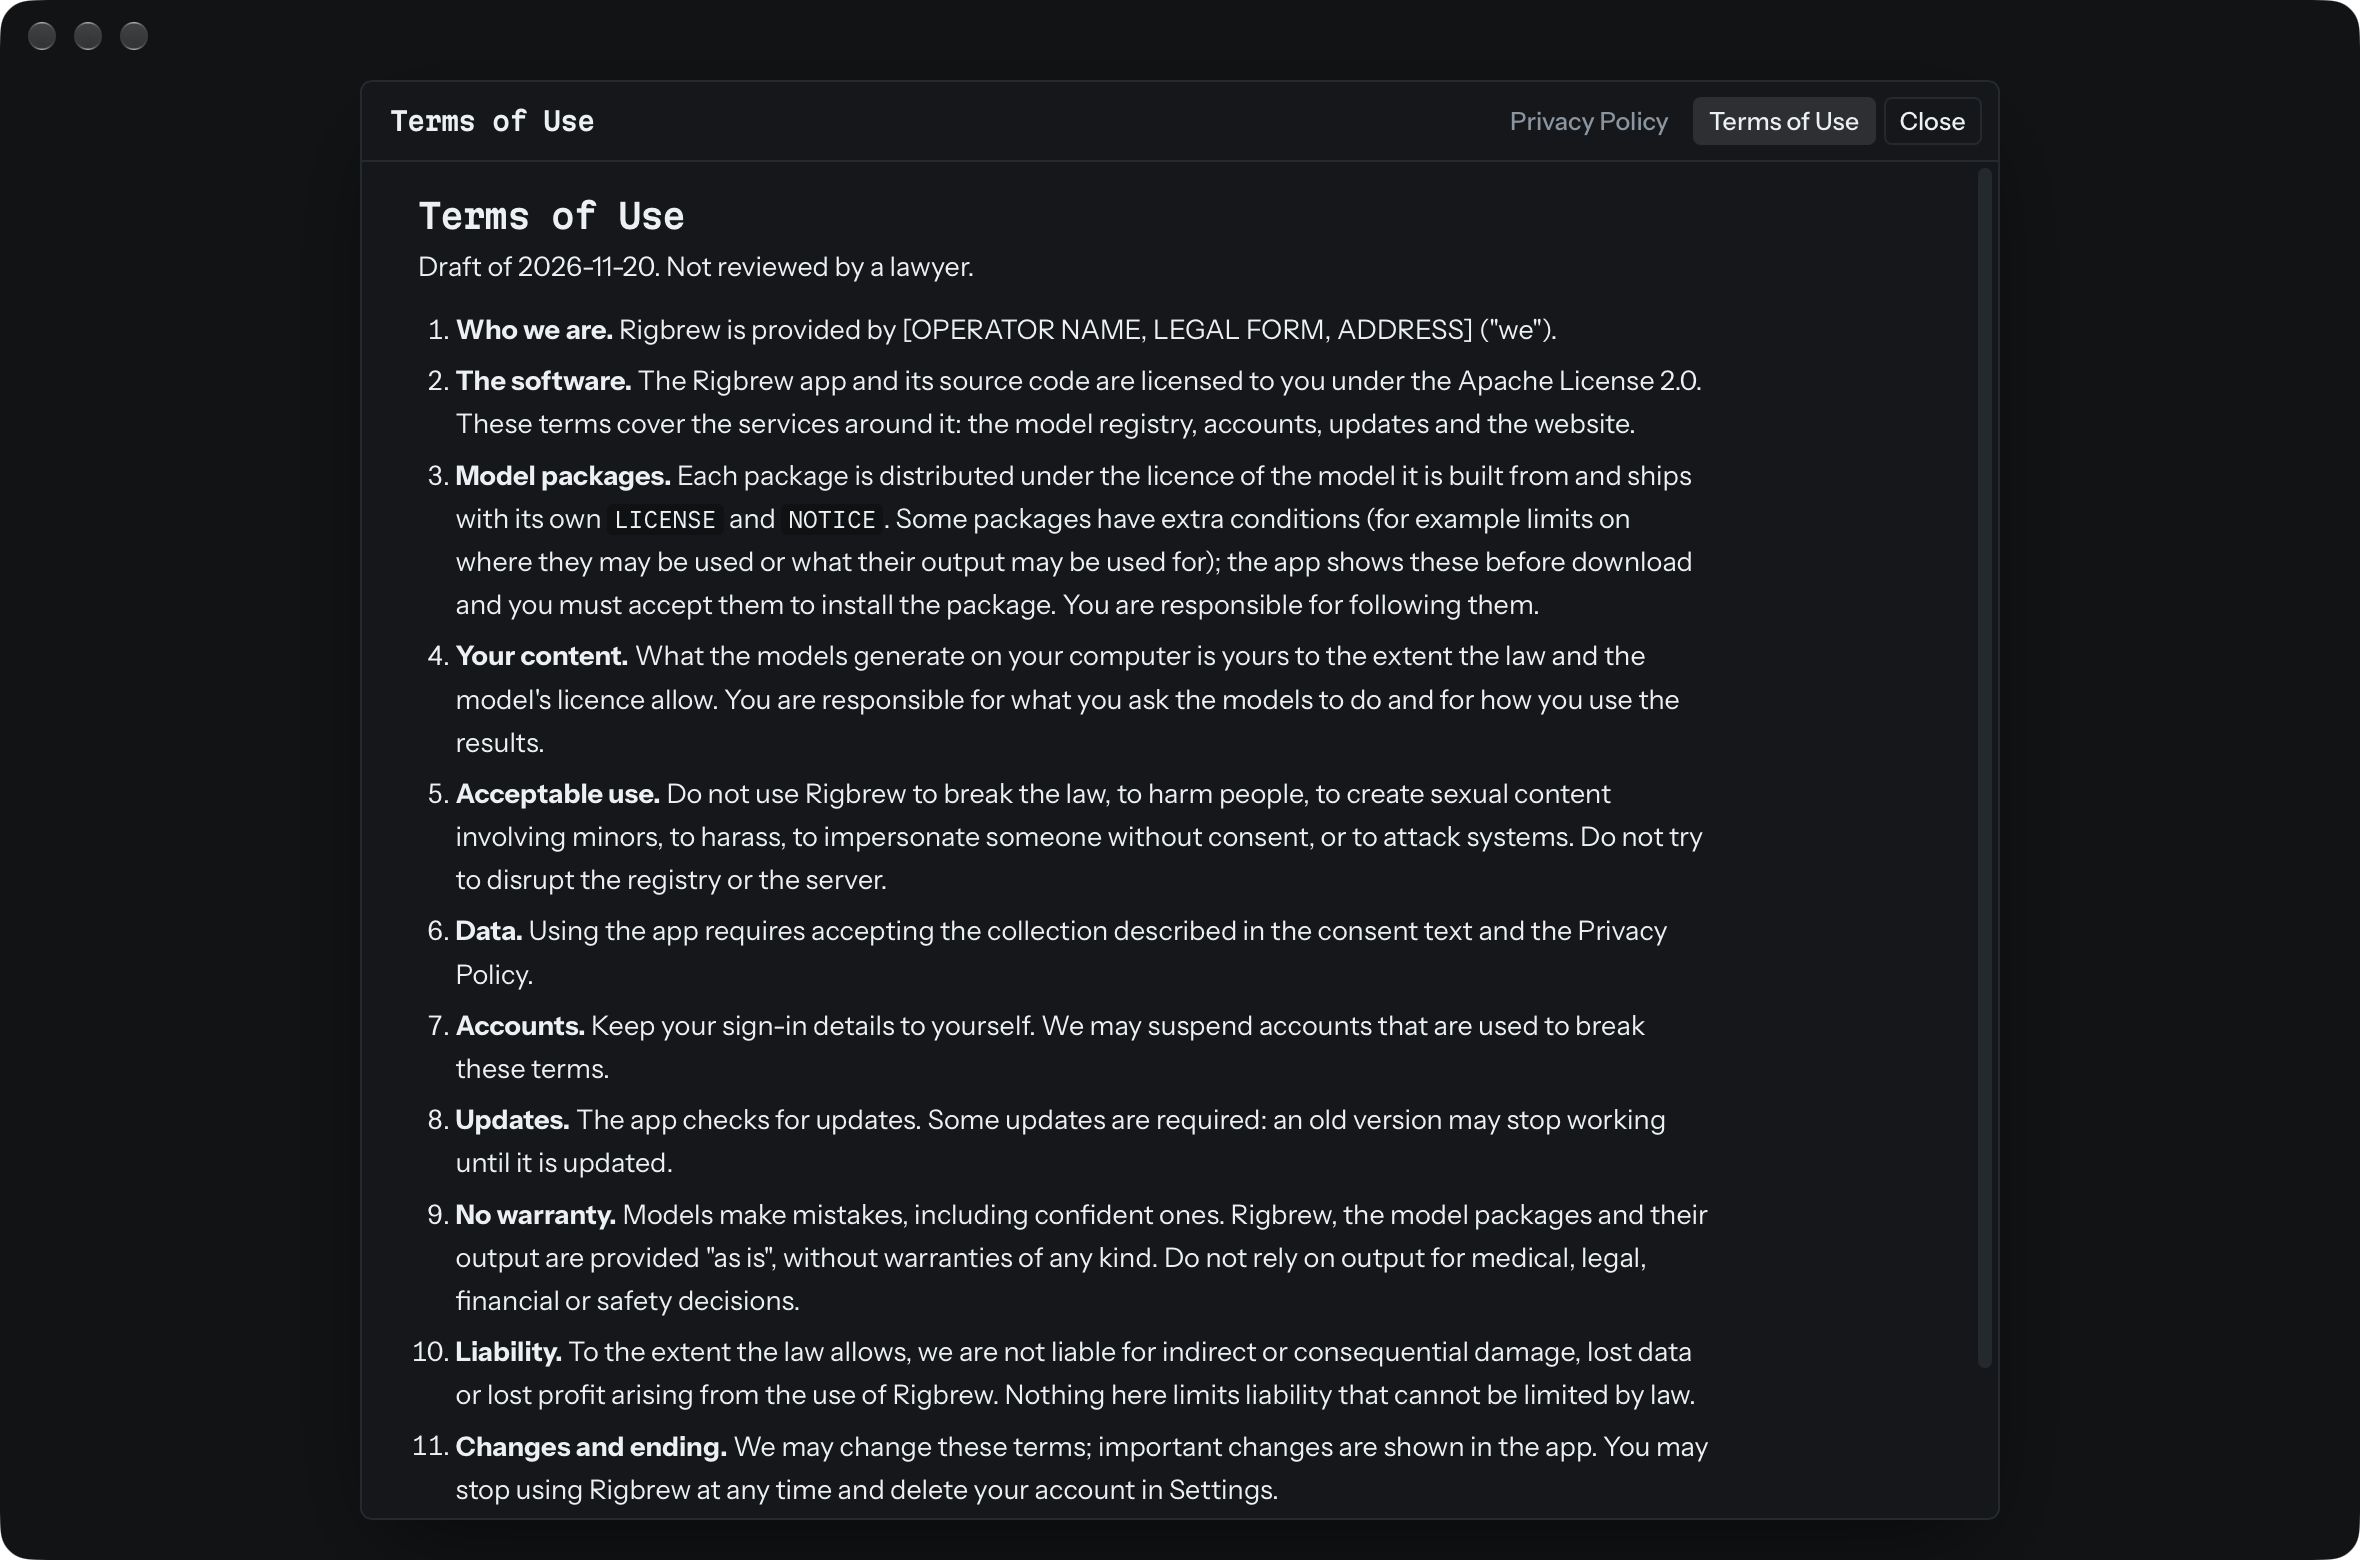 Terms of Use
Privacy Policy
Terms of Use
Close
Terms of Use
Draft of 2026-11-20. Not reviewed by a lawyer.
1. Who we are. Rigbrew is provided by [OPERATOR NAME, LEGAL FORM, ADDRESS] ("we").
2. The software. The Rigbrew app and its source code are licensed to you under the Apache License 2.0.
These terms cover the services around it: the model registry, accounts, updates and the website.
3. Model packages. Each package is distributed under the licence of the model it is built from and ships
with its own LICENSE and NOTICE. Some packages have extra conditions (for example limits on
where they may be used or what their output may be used for); the app shows these before download
and you must accept them to install the package. You are responsible for following them.
4. Your content. What the models generate on your computer is yours to the extent the law and the
model's licence allow. You are responsible for what you ask the models to do and for how you use the
results.
5. Acceptable use. Do not use Rigbrew to break the law, to harm people, to create sexual content
involving minors, to harass, to impersonate someone without consent, or to attack systems. Do not try
to disrupt the registry or the server.
6. Data. Using the app requires accepting the collection described in the consent text and the Privacy
Policy.
7. Accounts. Keep your sign-in details to yourself. We may suspend accounts that are used to break
these terms.
8. Updates. The app checks for updates. Some updates are required: an old version may stop working
until it is updated.
9. No warranty. Models make mistakes, including confident ones. Rigbrew, the model packages and their
output are provided "as is", without warranties of any kind. Do not rely on output for medical, legal,
financial or safety decisions.
10. Liability. To the extent the law allows, we are not liable for indirect or consequential damage, lost data
or lost profit arising from the use of Rigbrew. Nothing here limits liability that cannot be limited by law.
11. Changes and ending. We may change these terms; important changes are shown in the app. You may
stop using Rigbrew at any time and delete your account in Settings.